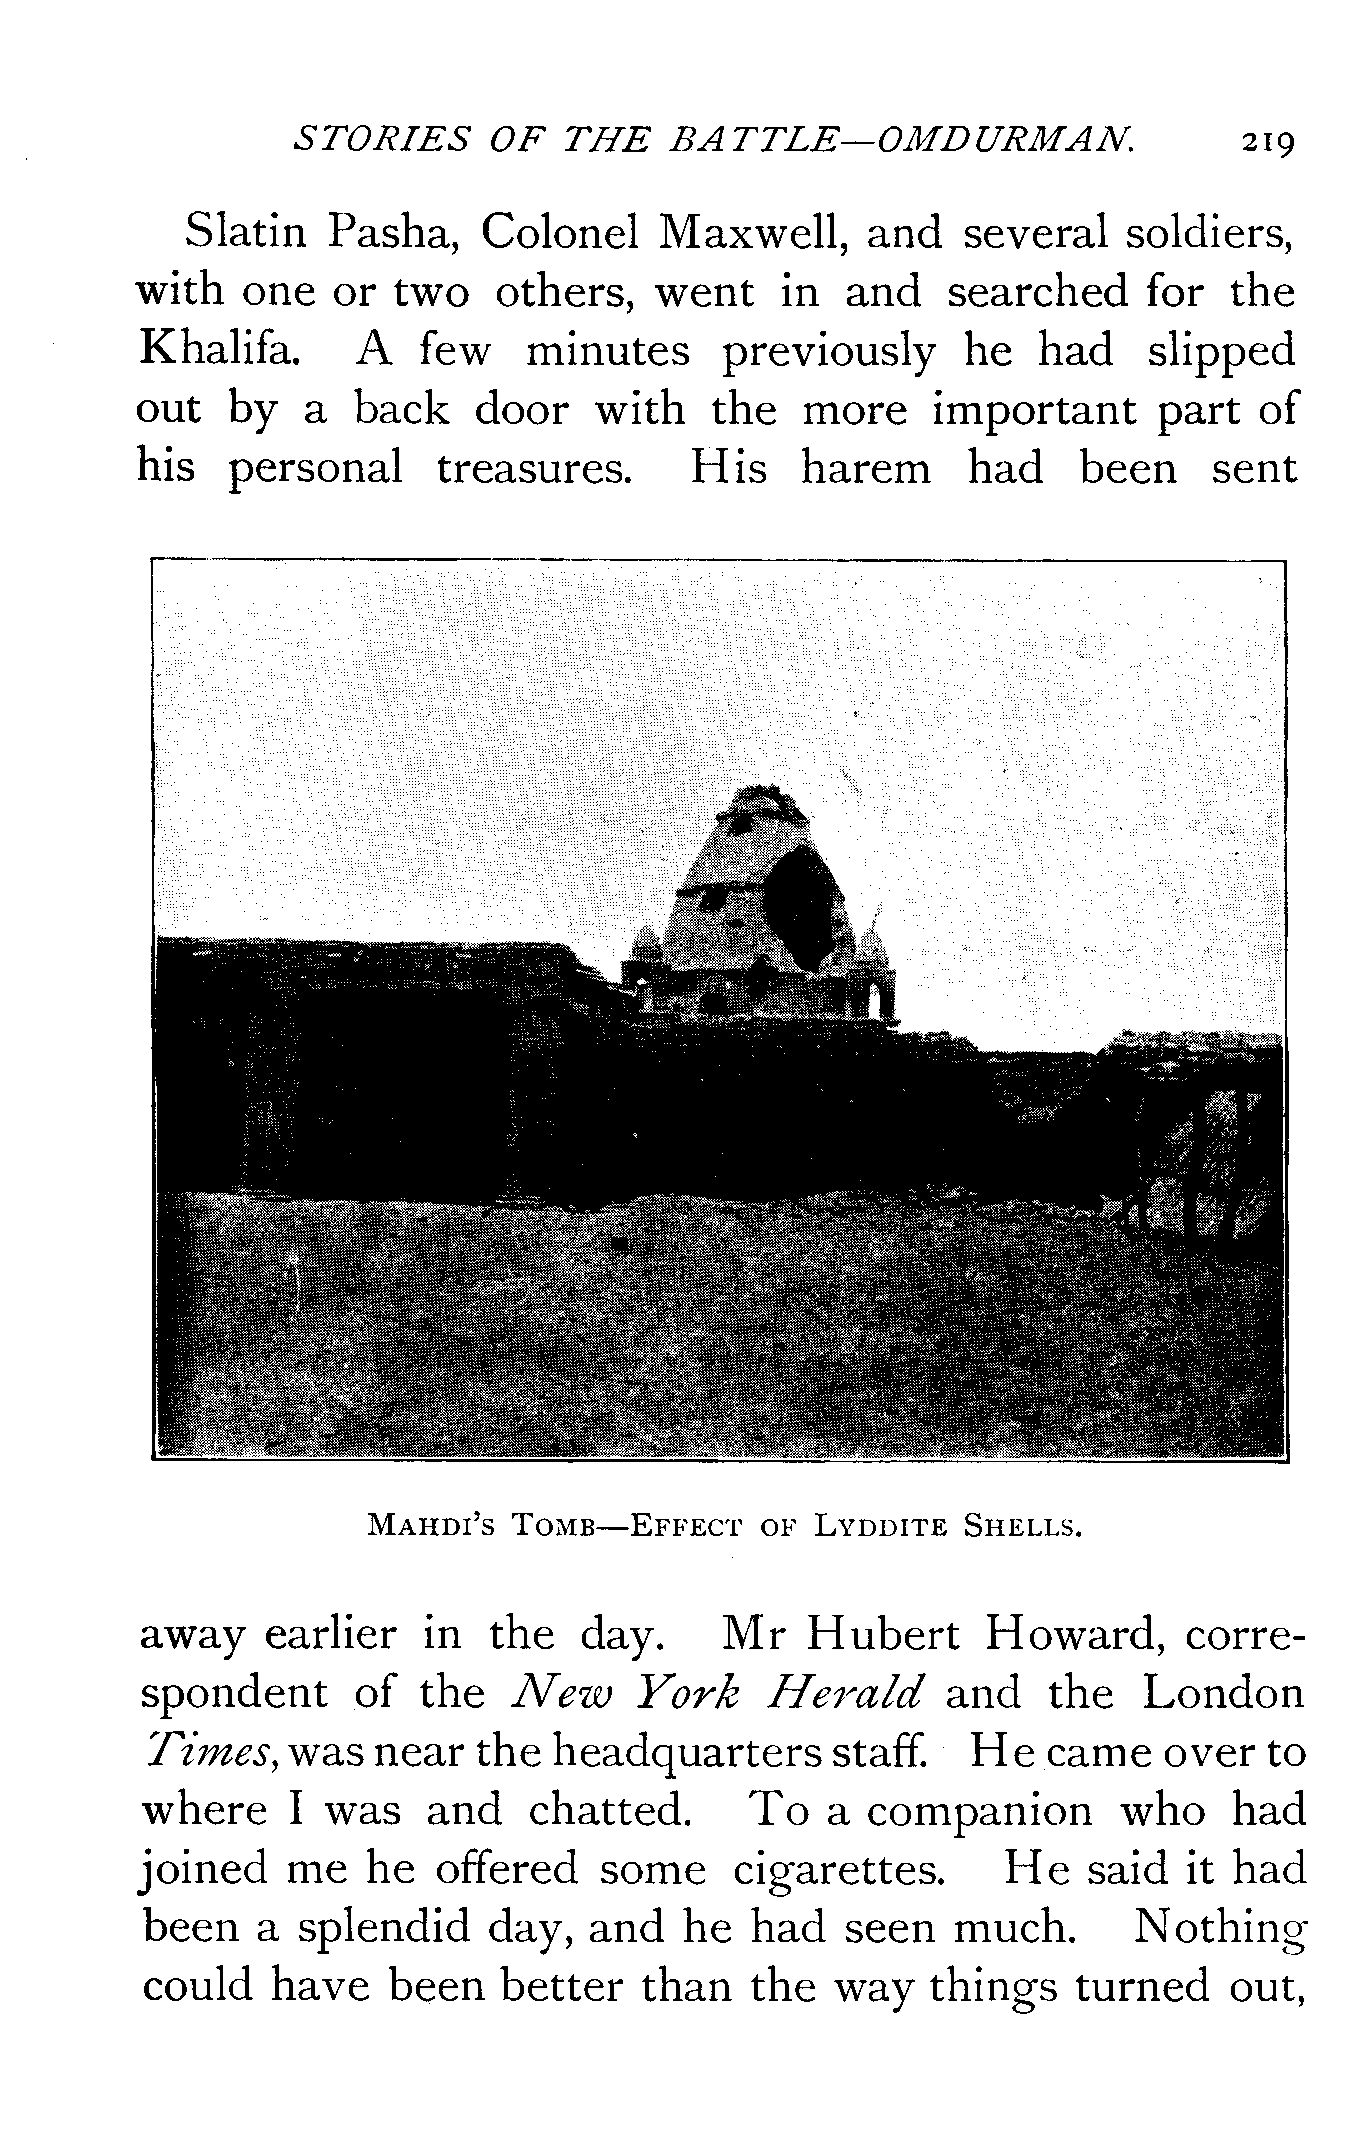 STORIES OF THE BATTLE—OMDURMAN. 219
Slatin Pasha, Colonel Maxwell, and several soldiers,
with one or two others, went in and searched for the
Khalifa. A few minutes previously he had slipped
out by a back door with the more important part of
his personal treasures. His harem had been sent
MAHDI'S TOMB—EFFECT OF LYDDITE SHELLS.
away earlier in the day. Mr Hubert Howard, corre-
spondent of the New York Herald and the London
Times, was near the headquarters staff. He came over to
where I was and chatted. To a companion who had
joined me he offered some cigarettes. He said it had
been a splendid day, and he had seen much. Nothing
could have been better than the way things turned out,